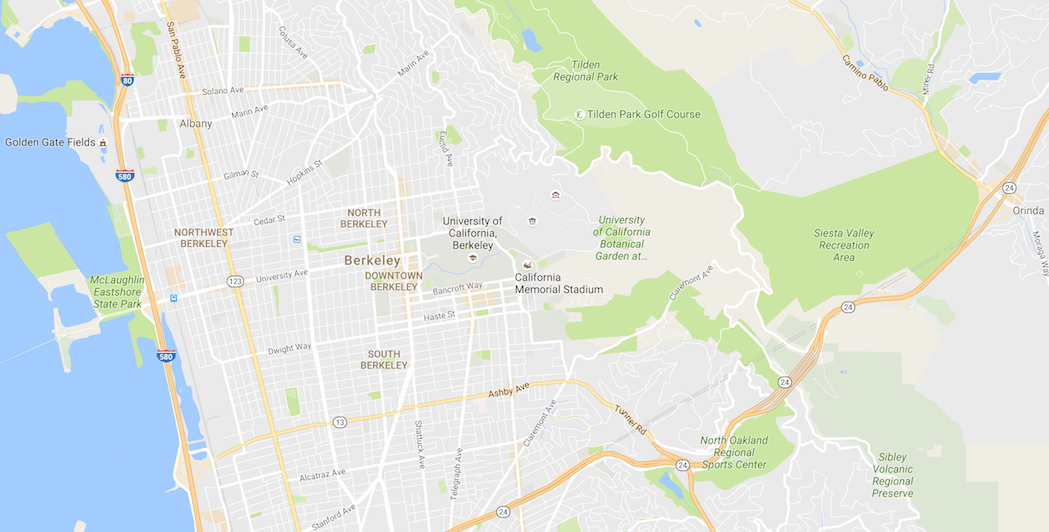 San Pablo Ave
Colusa Ave
Marin Ave
Tilden
Regional Park
Camino Pablo
Miner Rd
80
Solano Ave
Marin Ave
Albany
Tilden Park Golf Course
Golden Gate Fields
Euclid Ave
580
Gilman St
Hopkins St
24
Orinda
Cedar St
NORTH
BERKELEY
NORTHWEST
BERKELEY
University of
California,
Berkeley
University
of California
Botanical
Garden at...
Siesta Valley
Recreation
Area
Moraga Way
Berkeley
DOWNTOWN
BERKELEY
California
Memorial Stadium
Claremont Ave
McLaughlin
Eastshore
State Park
123
University Ave
Bancroft Way
Haste St
24
580
Dwight Way
SOUTH
BERKELEY
24
Ashby Ave
13
Tunnel Rd
Claremont Ave
Shattuck Ave
Telegraph Ave
North Oakland
Regional
Sports Center
24
Sibley
Volcanic
Regional
Preserve
Alcatraz Ave
Stanford Ave
24